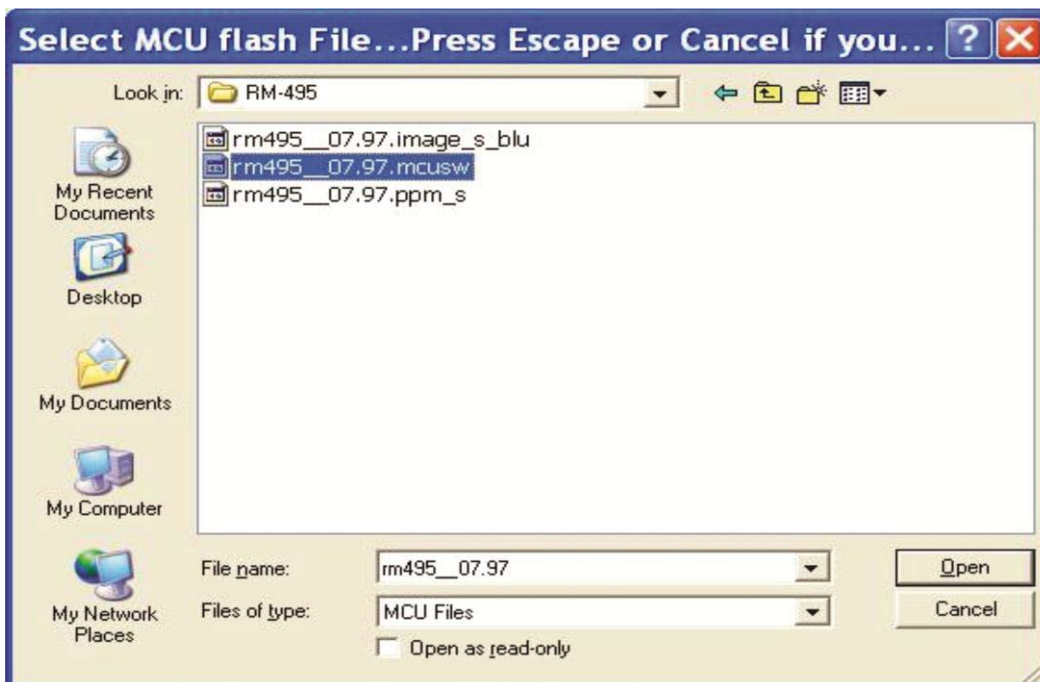 Select MCU flash File...Press Escape or Cancel if you...
Look in: RM-495
rm495__07.97.image_s_blu
rm495__07.97.mcusw
rm495__07.97.ppm_s
My Recent
Documents
Desktop
My Documents
My Computer
My Network
Places
File name: rm495__07.97 Open
Files of type: MCU Files Cancel
Open as read-only